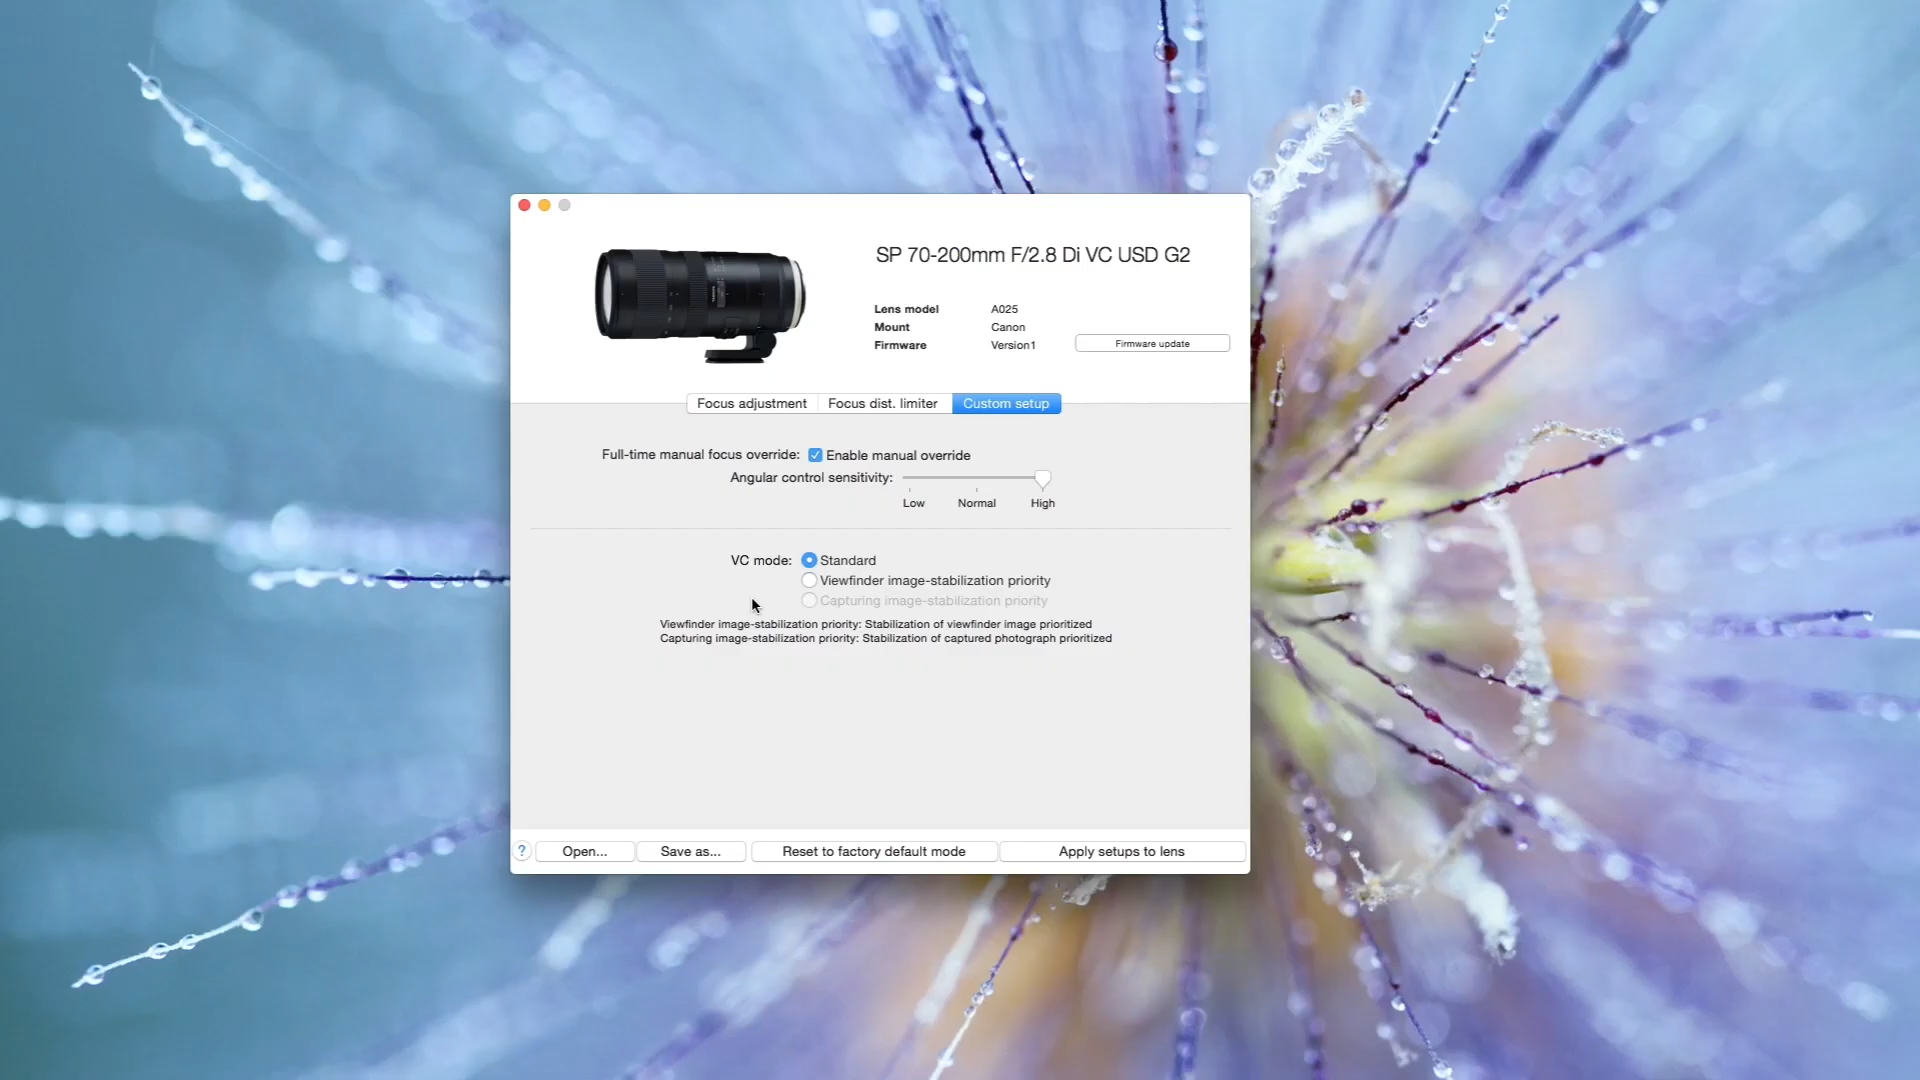 SP 70-200mm F/2.8 Di VC USD G2
Lens model A025
Mount Canon
Firmware Version1 Firmware update
Focus adjustment Focus dist. limiter Custom setup
Full-time manual focus override: Enable manual override
Angular control sensitivity:
Low Normal High
VC mode: Standard
Viewfinder image-stabilization priority
Capturing image-stabilization priority
Viewfinder image-stabilization priority: Stabilization of viewfinder image prioritized
Capturing image-stabilization priority: Stabilization of captured photograph prioritized
? Open... Save as... Reset to factory default mode Apply setups to lens